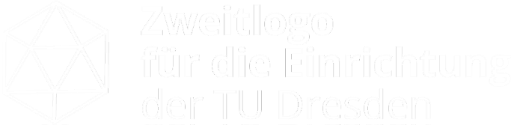 Zweitlogo
für die Einrichtung
der TU Dresden